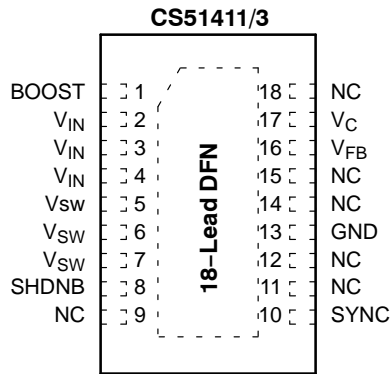 CS51411/3
BOOST 1 18 NC
VIN 2 17 VC
VIN 3 16 VFB
VIN 4 15 NC
Vsw 5 14 NC
VSW 6 13 GND
VSW 7 12 NC
SHDNB 8 11 NC
NC 9 10 SYNC
18−Lead DFN